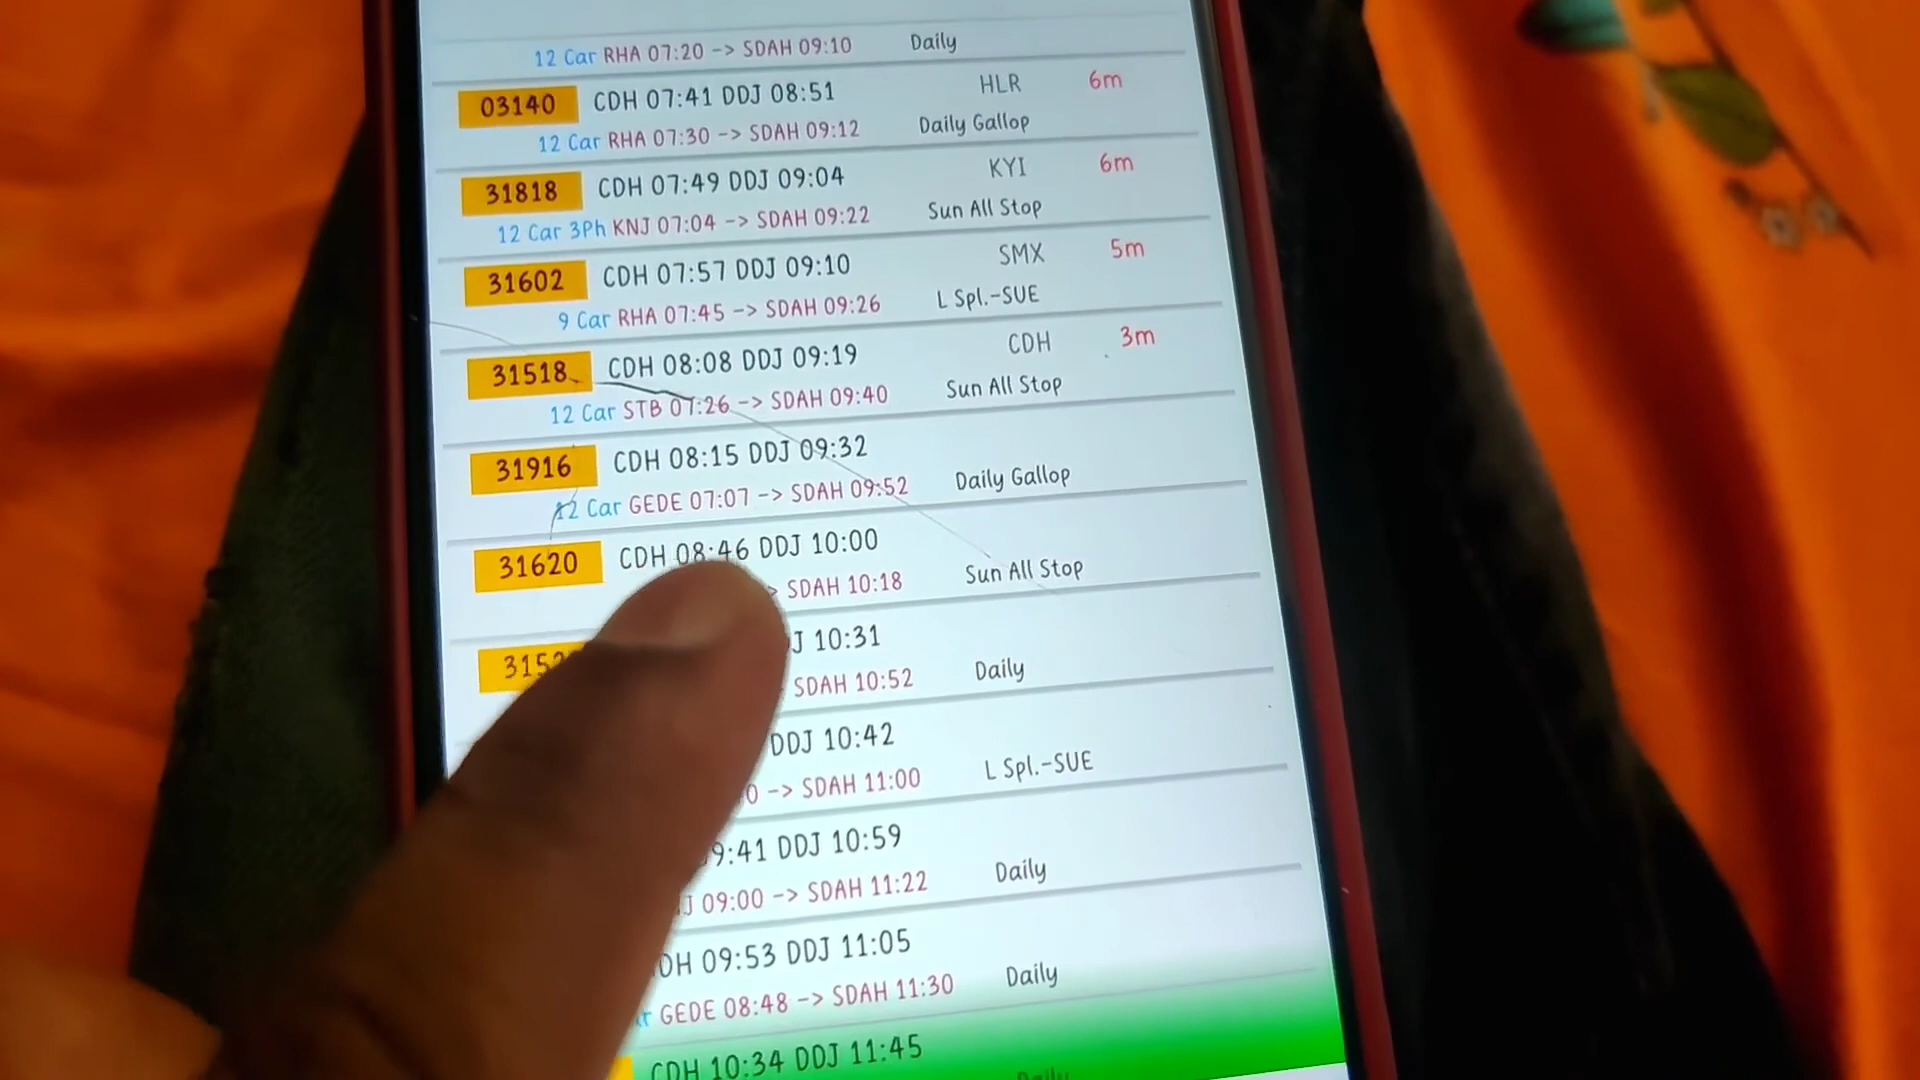 12 Car RHA 07:20 -> SDAH 09:10 Daily
03140 CDH 07:41 DDJ 08:51 HLR 6m
12 Car RHA 07:30 -> SDAH 09:12 Daily Gallop
31818 CDH 07:49 DDJ 09:04 KYI 6m
12 Car 3Ph KNJ 07:04 -> SDAH 09:22 Sun All Stop
31602 CDH 07:57 DDJ 09:10 SMX 5m
9 Car RHA 07:45 -> SDAH 09:26 L Spl.-SUE
31518 CDH 08:08 DDJ 09:19 CDH 3m
12 Car STB 07:26 -> SDAH 09:40 Sun All Stop
31916 CDH 08:15 DDJ 09:32
12 Car GEDE 07:07 -> SDAH 09:52 Daily Gallop
31620 CDH 08:46 DDJ 10:00
SDAH 10:18 Sun All Stop
10:31
SDAH 10:52 Daily
DDJ 10:42
-> SDAH 11:00 L Spl.-SUE
DDJ 10:59
09:00 -> SDAH 11:22 Daily
09:53 DDJ 11:05
GEDE 08:48 -> SDAH 11:30 Daily
CDH 10:34 DDJ 11:45
Daily